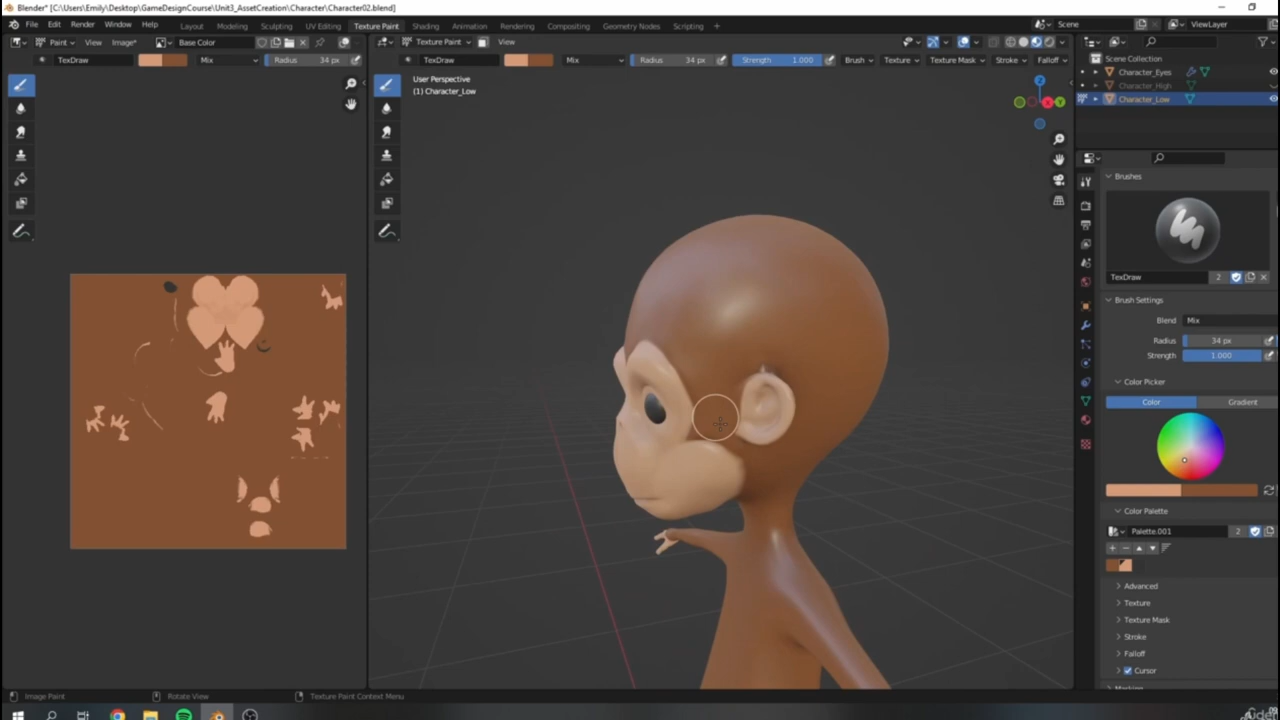 Blender* [C:\Users\Emily\Desktop\GameDesignCourse\Unit3_AssetCreation\Character\Character02.blend]
File Edit Render Window Help Layout Modeling Sculpting UV Editing Texture Paint Shading Animation Rendering Compositing Geometry Nodes Scripting + Scene ViewLayer
Paint View Image* Base Color Texture Paint View
TexDraw Mix Radius 34 px TexDraw Mix Radius 34 px Strength 1.000 Brush Texture Texture Mask Stroke Falloff
Scene Collection
Character_Eyes
Character_High
Character_Low
User Perspective
(1) Character_Low
Z
X
Y
Brushes
TexDraw 2
Brush Settings
Blend Mix
Radius 34 px
Strength 1.000
Color Picker
Color Gradient
Color Palette
Palette.001 2
Advanced
Texture
Texture Mask
Stroke
Falloff
Cursor
Image Paint Rotate View Texture Paint Context Menu